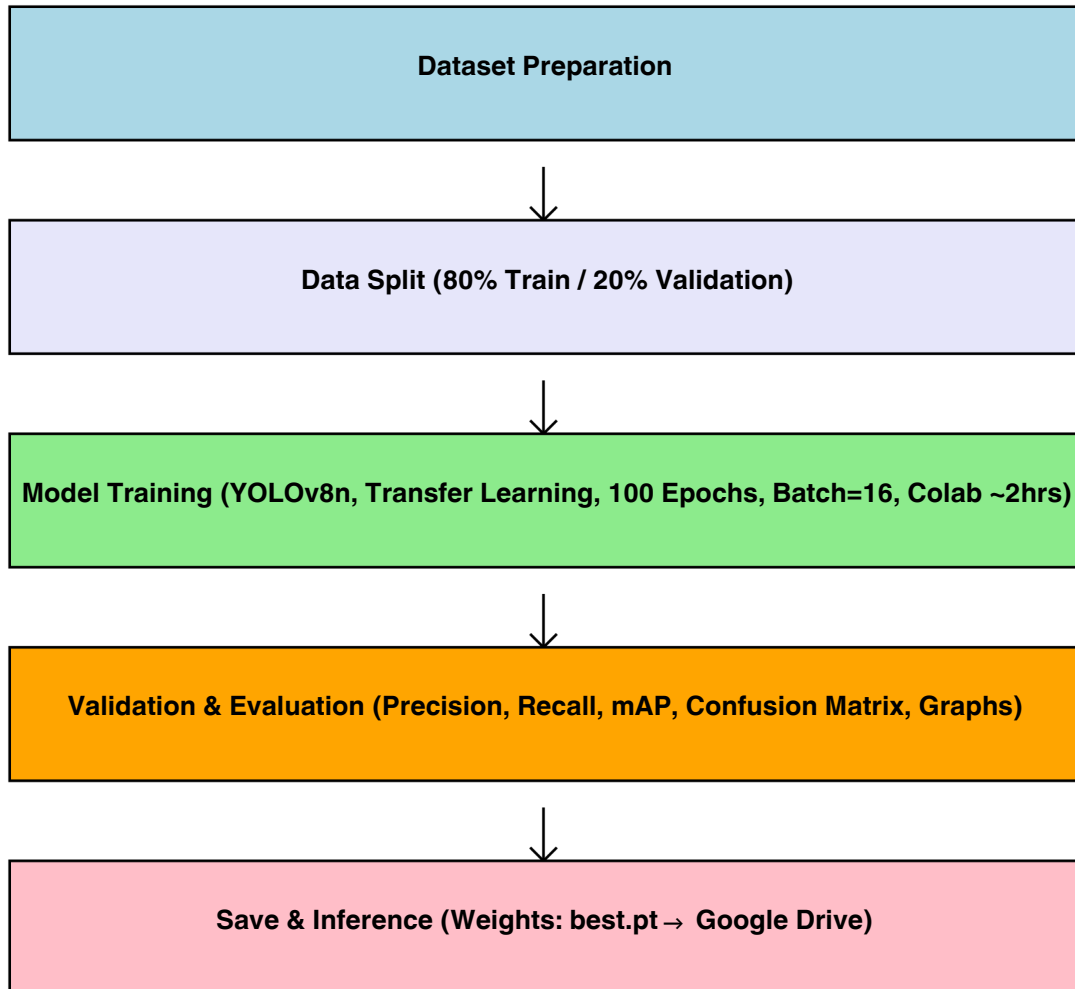 Dataset Preparation
Data Split (80% Train / 20% Validation)
Model Training (YOLOv8n, Transfer Learning, 100 Epochs, Batch=16, Colab ~2hrs)
Validation & Evaluation (Precision, Recall, mAP, Confusion Matrix, Graphs)
Save & Inference (Weights: best.pt → Google Drive)